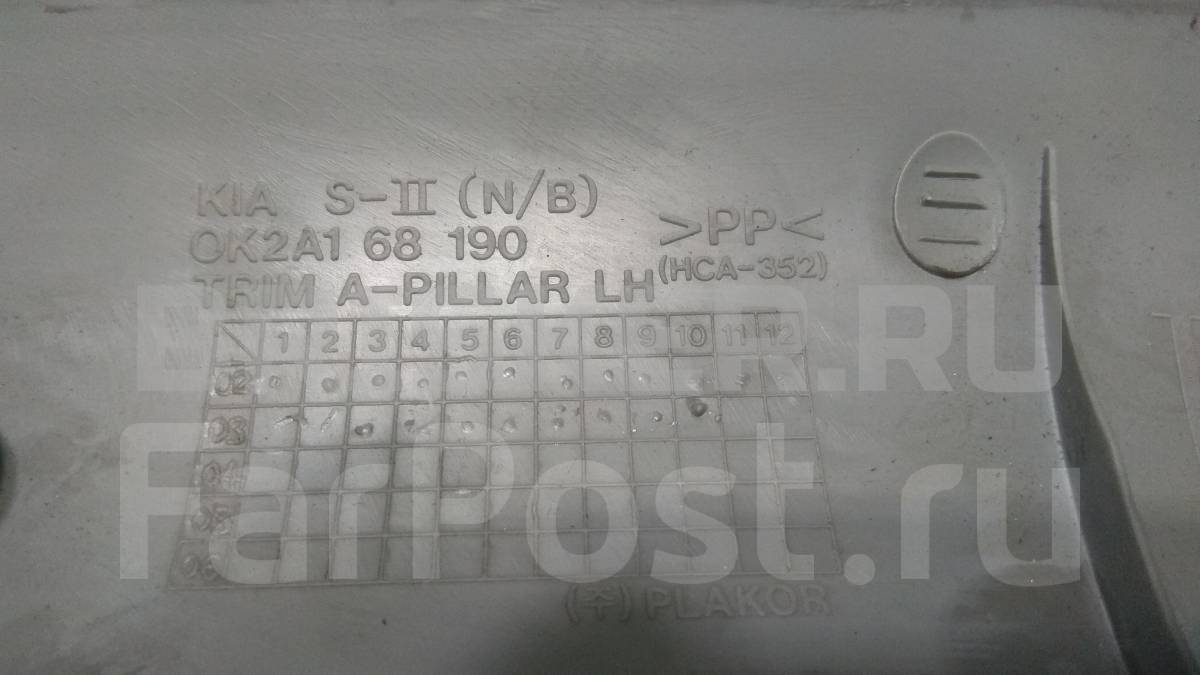 KIA S-II (N/B)
OK2A1 68 190
TRIM A-PILLAR LH
>PP<
(HCA-352)
1 2 3 4 5 6 7 8 9 10 11 12
02
03
04
05
06
(주) PLAKOR
FarPost.ru